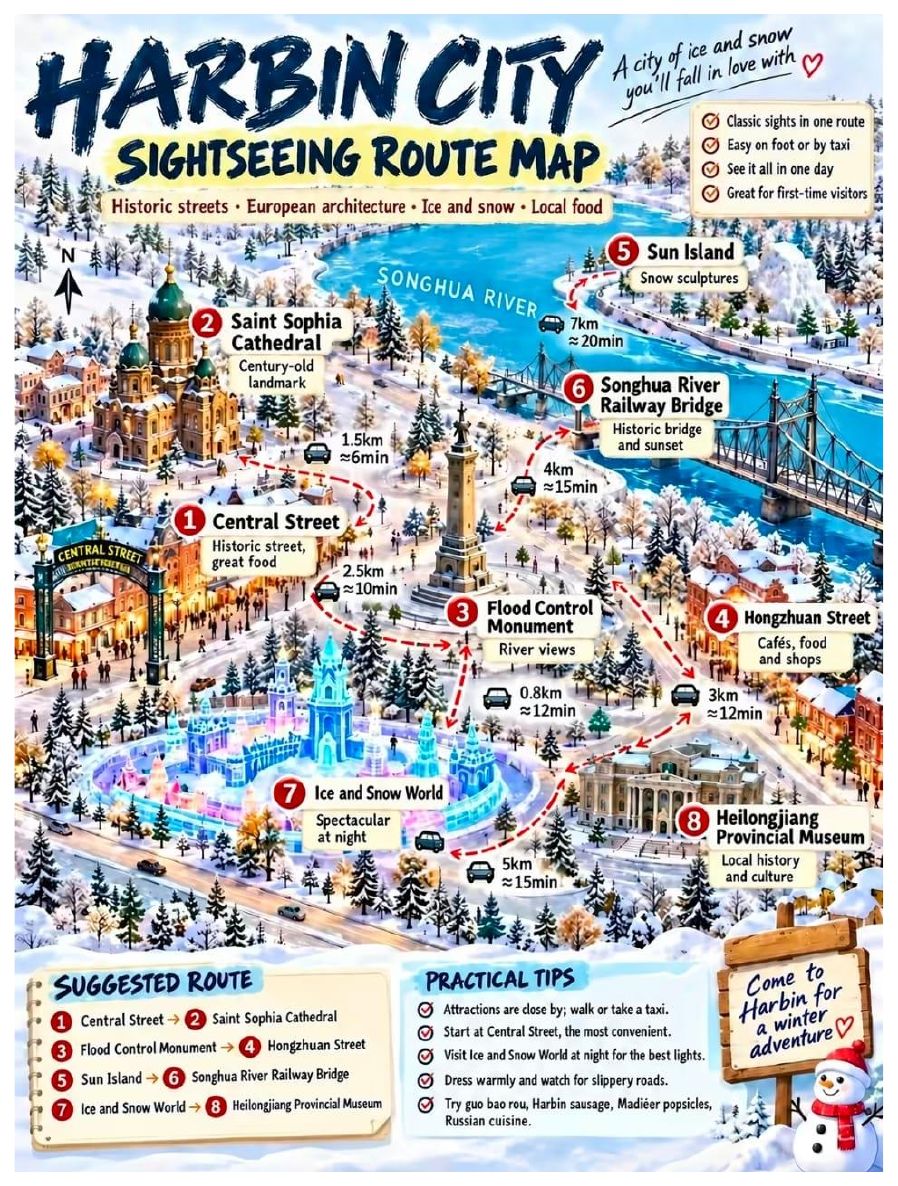 HARBIN CITY
SIGHTSEEING ROUTE MAP
Historic streets • European architecture • Ice and snow • Local food
A city of ice and snow
you'll fall in love with
Classic sights in one route
Easy on foot or by taxi
See it all in one day
Great for first-time visitors
N
SONGHUA RIVER
5 Sun Island
Snow sculptures
7km
≈20min
2 Saint Sophia
Cathedral
Century-old
landmark
6 Songhua River
Railway Bridge
Historic bridge
and sunset
1.5km
≈6min
4km
≈15min
1 Central Street
Historic street,
great food
CENTRAL STREET
2.5km
≈10min
3 Flood Control
Monument
River views
4 Hongzhuan Street
Cafés, food
and shops
0.8km
≈12min
3km
≈12min
7 Ice and Snow World
Spectacular
at night
8 Heilongjiang
Provincial Museum
Local history
and culture
5km
≈15min
SUGGESTED ROUTE
1 Central Street → 2 Saint Sophia Cathedral
3 Flood Control Monument → 4 Hongzhuan Street
5 Sun Island → 6 Songhua River Railway Bridge
7 Ice and Snow World → 8 Heilongjiang Provincial Museum
PRACTICAL TIPS
Attractions are close by; walk or take a taxi.
Start at Central Street, the most convenient.
Visit Ice and Snow World at night for the best lights.
Dress warmly and watch for slippery roads.
Try guo bao rou, Harbin sausage, Madiéer popsicles,
Russian cuisine.
Come to
Harbin for
a winter
adventure